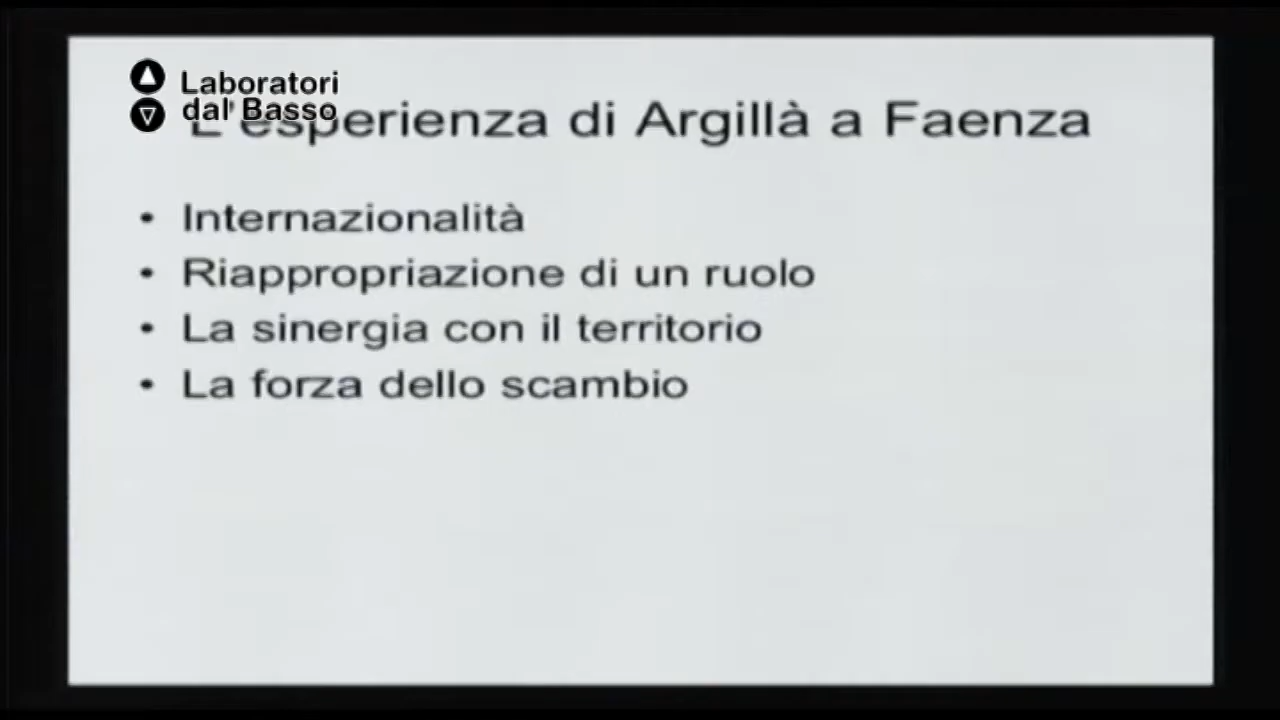 Laboratori
dal Basso
L'esperienza di Argillà a Faenza
• Internazionalità
• Riappropriazione di un ruolo
• La sinergia con il territorio
• La forza dello scambio